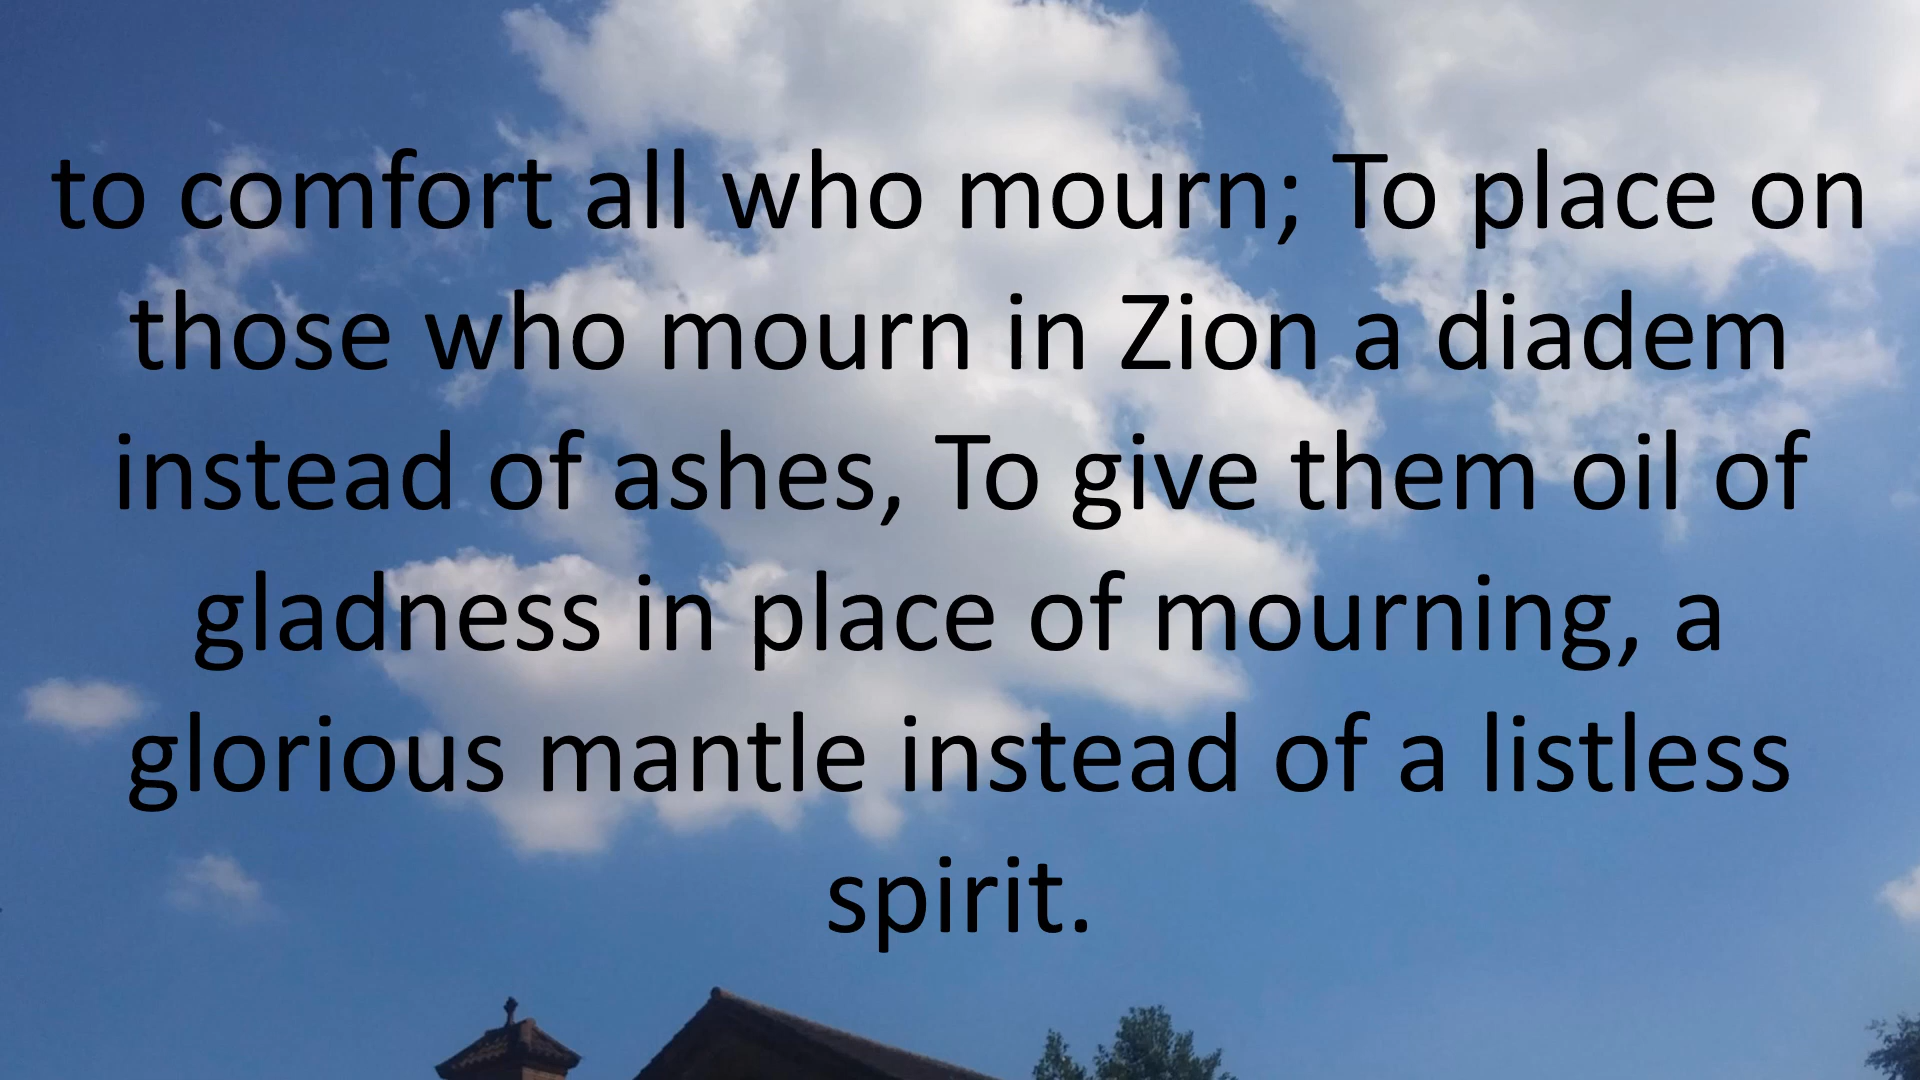 to comfort all who mourn; To place on
those who mourn in Zion a diadem
instead of ashes, To give them oil of
gladness in place of mourning, a
glorious mantle instead of a listless
spirit.